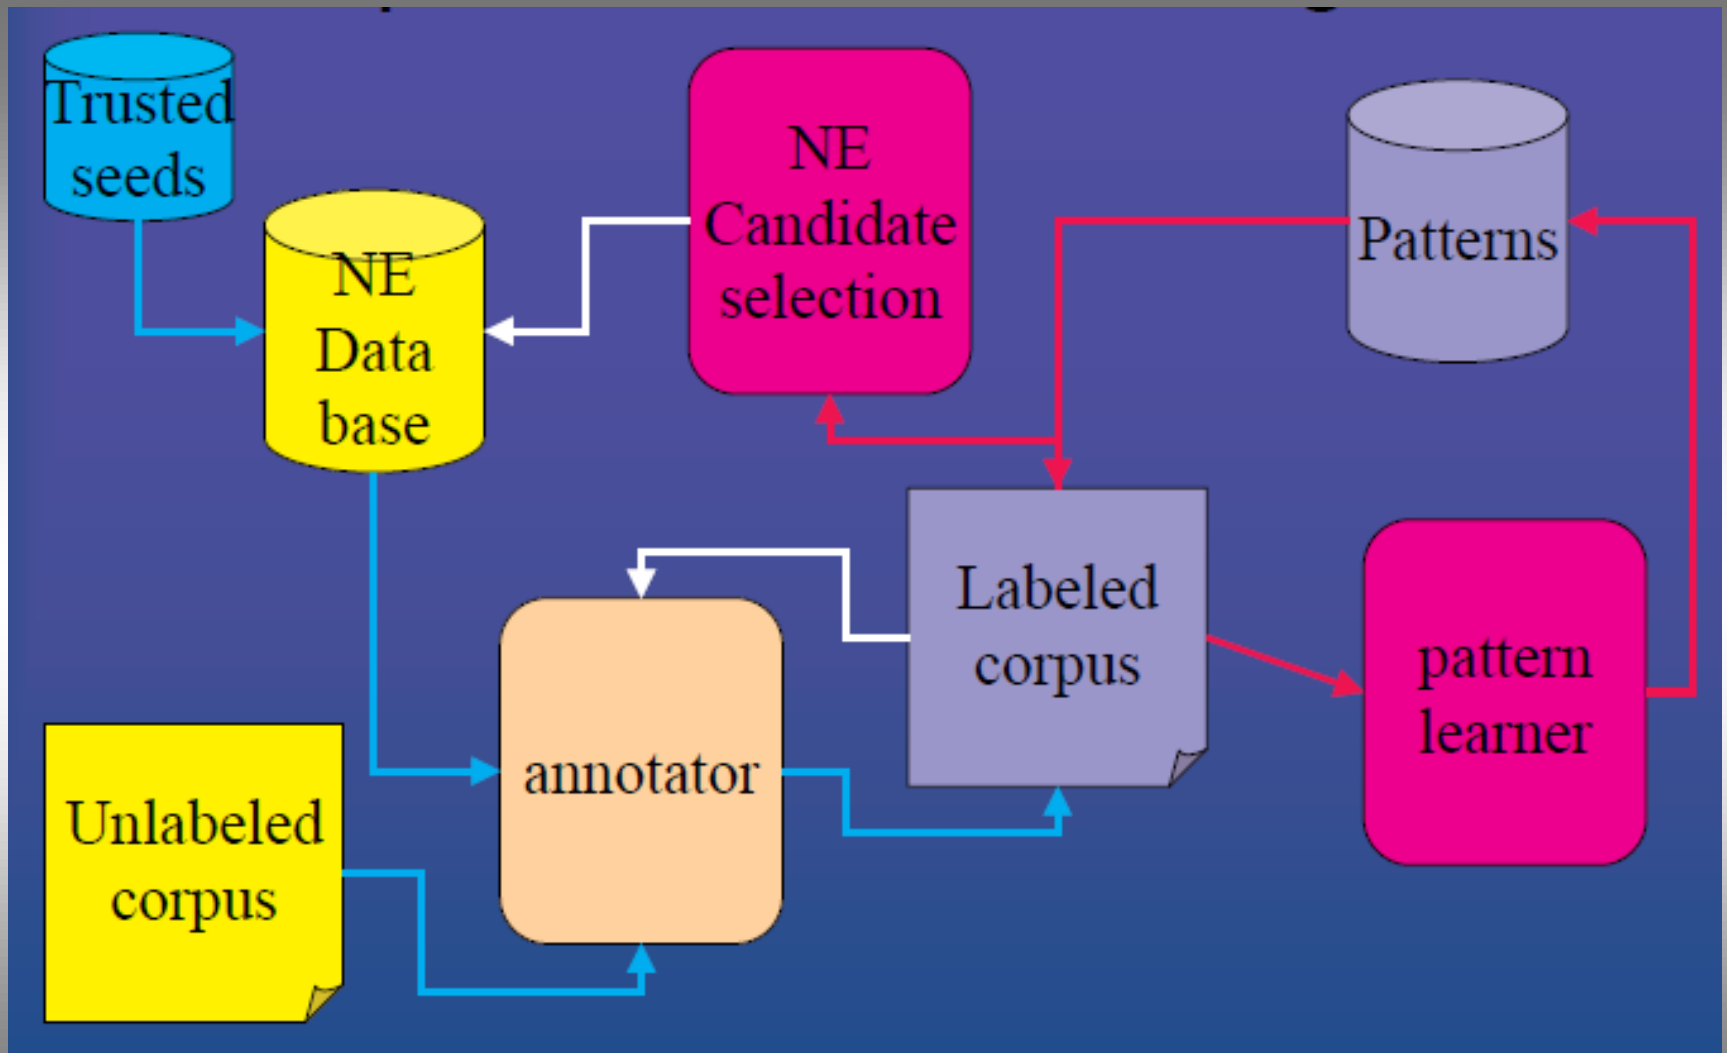 Trusted
seeds
NE
Data
base
NE
Candidate
selection
Patterns
Labeled
corpus
pattern
learner
annotator
Unlabeled
corpus